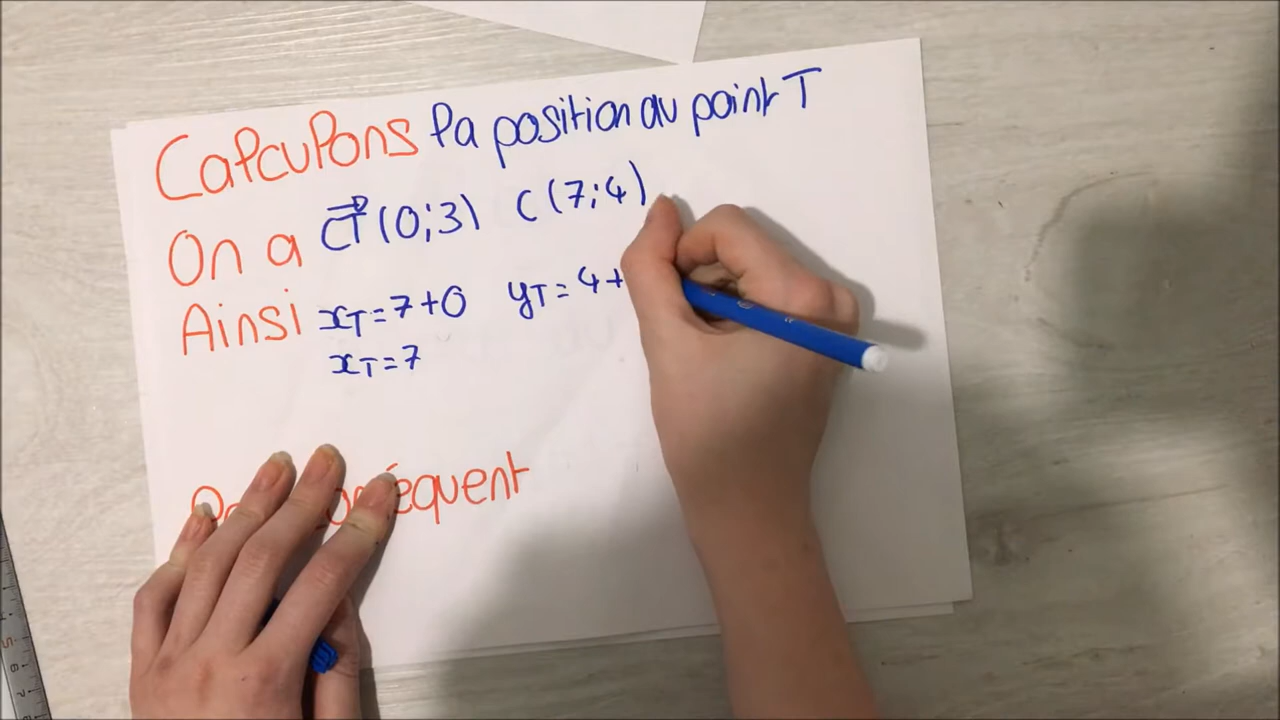 Calculons la position du point T
On a CT (0;3) C (7;4)
Ainsi xT = 7+0 yT = 4+
xT = 7
équent